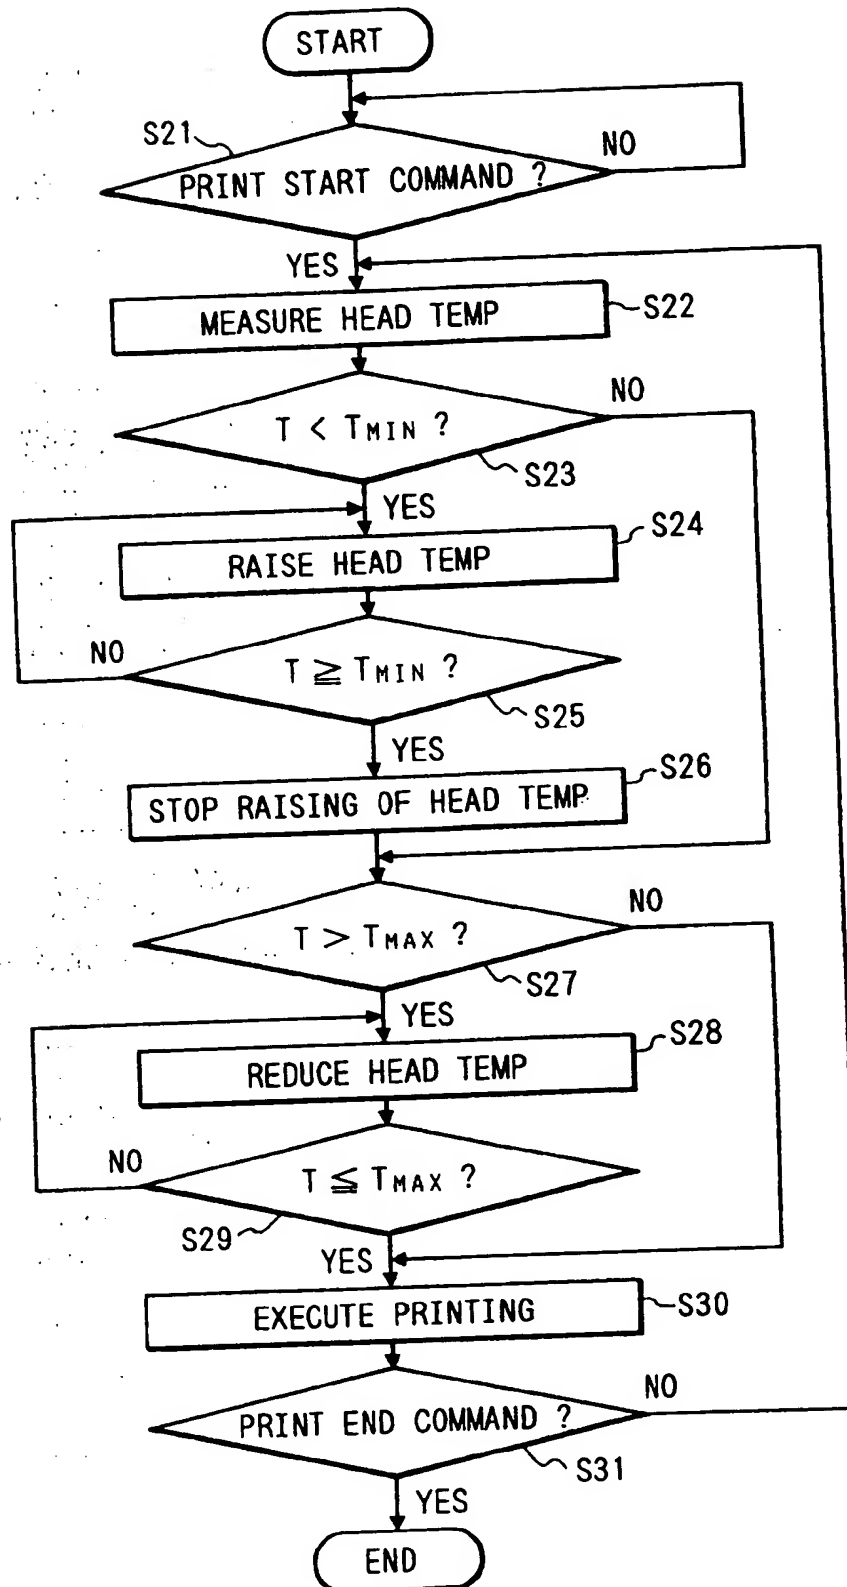 START
S21
NO
PRINT START COMMAND ?
YES
MEASURE HEAD TEMP
S22
NO
T < TMIN ?
S23
YES
S24
RAISE HEAD TEMP
NO
T ≧ TMIN ?
S25
YES
S26
STOP RAISING OF HEAD TEMP
NO
T > TMAX ?
S27
YES
S28
REDUCE HEAD TEMP
NO
T ≦ TMAX ?
S29
YES
EXECUTE PRINTING
S30
NO
PRINT END COMMAND ?
S31
YES
END